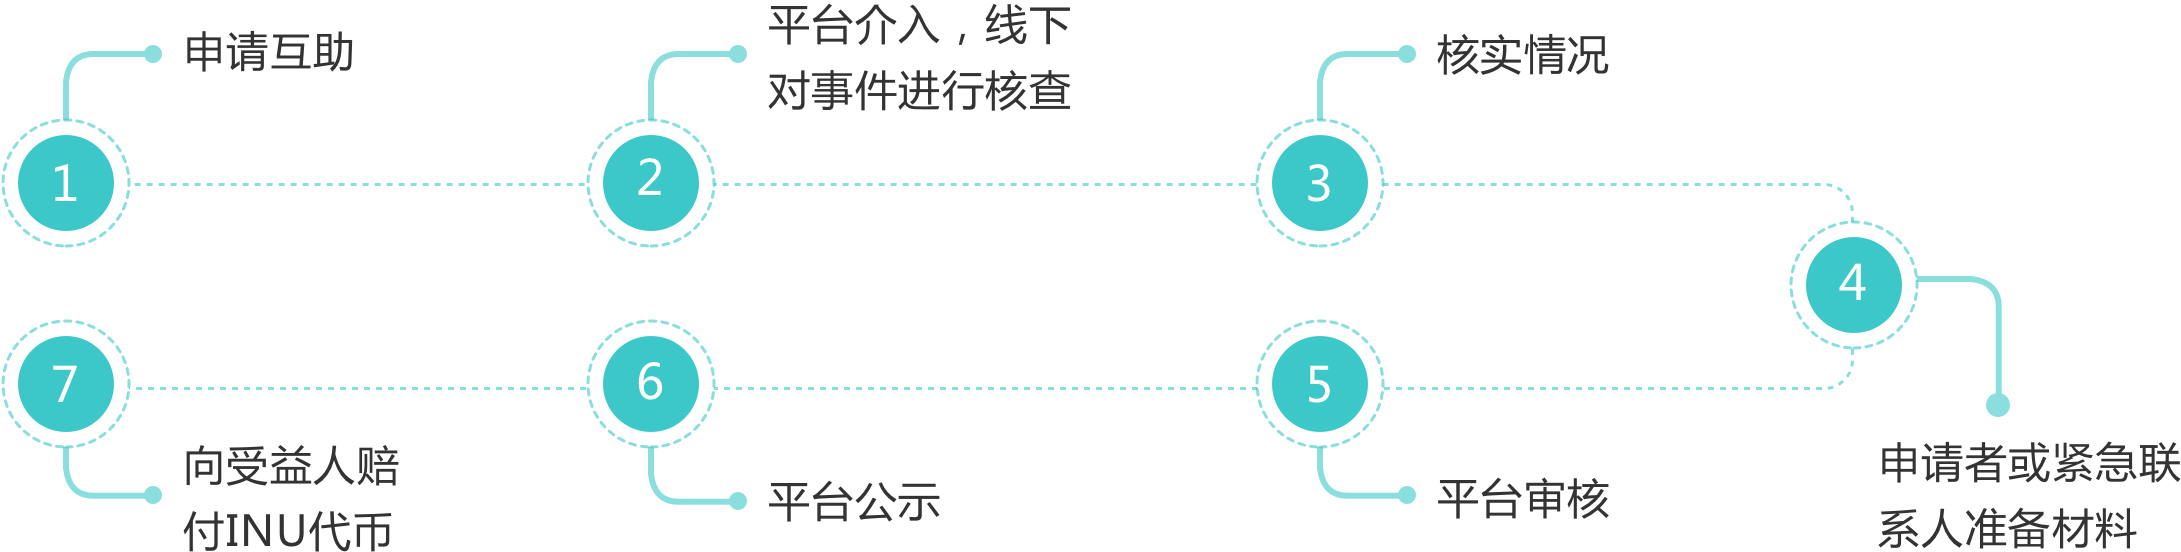 1
申请互助
2
平台介入，线下
对事件进行核查
3
核实情况
4
申请者或紧急联
系人准备材料
5
平台审核
6
平台公示
7
向受益人赔
付INU代币